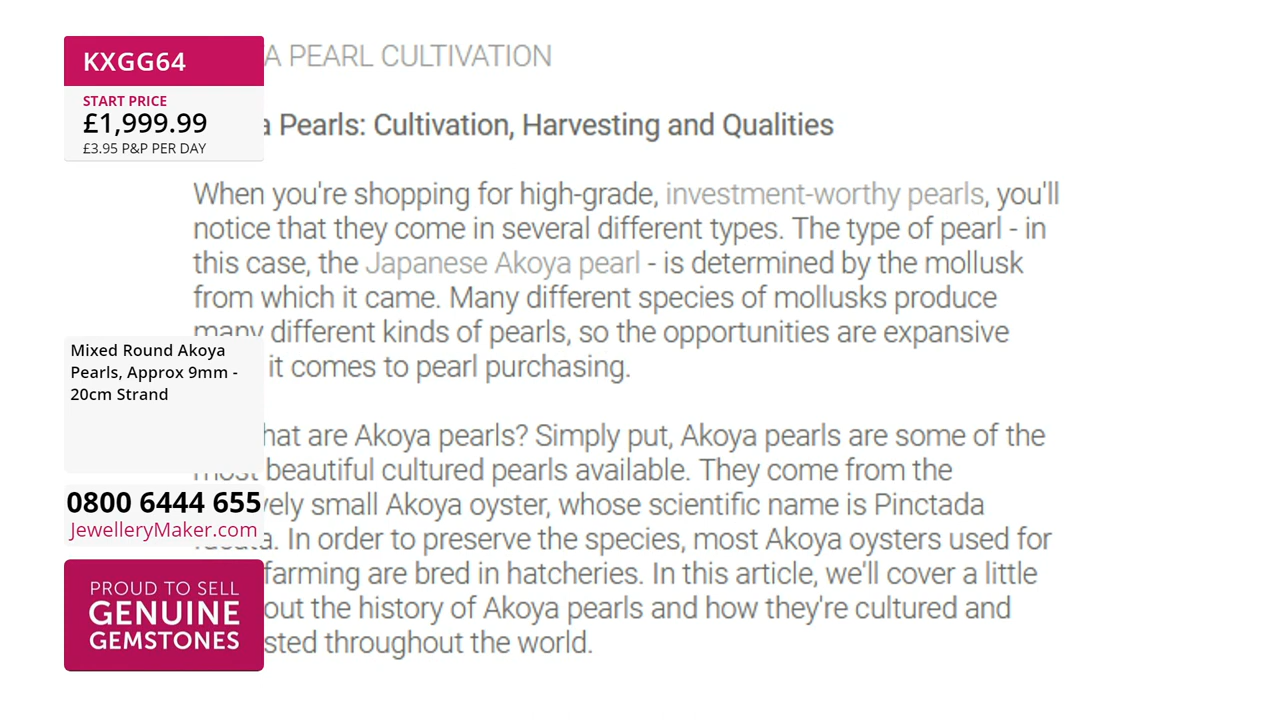 KXGG64
START PRICE
£1,999.99
£3.95 P&P PER DAY
A PEARL CULTIVATION
a Pearls: Cultivation, Harvesting and Qualities
When you're shopping for high-grade, investment-worthy pearls, you'll
notice that they come in several different types. The type of pearl - in
this case, the Japanese Akoya pearl - is determined by the mollusk
from which it came. Many different species of mollusks produce
many different kinds of pearls, so the opportunities are expansive
it comes to pearl purchasing.
Mixed Round Akoya
Pearls, Approx 9mm -
20cm Strand
hat are Akoya pearls? Simply put, Akoya pearls are some of the
most beautiful cultured pearls available. They come from the
vely small Akoya oyster, whose scientific name is Pinctada
a. In order to preserve the species, most Akoya oysters used for
farming are bred in hatcheries. In this article, we'll cover a little
out the history of Akoya pearls and how they're cultured and
sted throughout the world.
0800 6444 655
JewelleryMaker.com
PROUD TO SELL
GENUINE
GEMSTONES